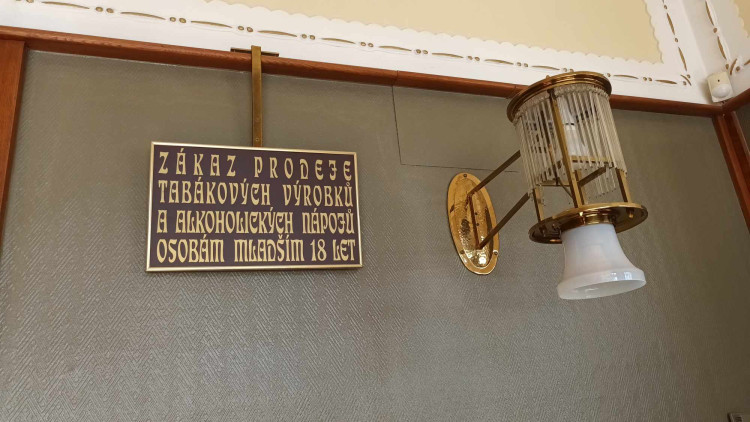 ZÁKAZ PRODEJE
TABÁKOVÝCH VÝROBKŮ
A ALKOHOLICKÝCH NÁPOJŮ
OSOBÁM MLADŠÍM 18 LET